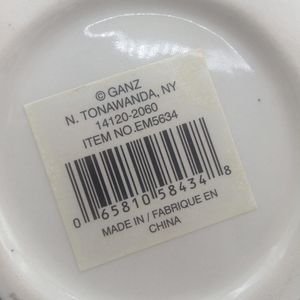 © GANZ
N. TONAWANDA, NY
14120-2060
ITEM NO.EM5634
0 65810 58434 8
MADE IN / FABRIQUE EN
CHINA